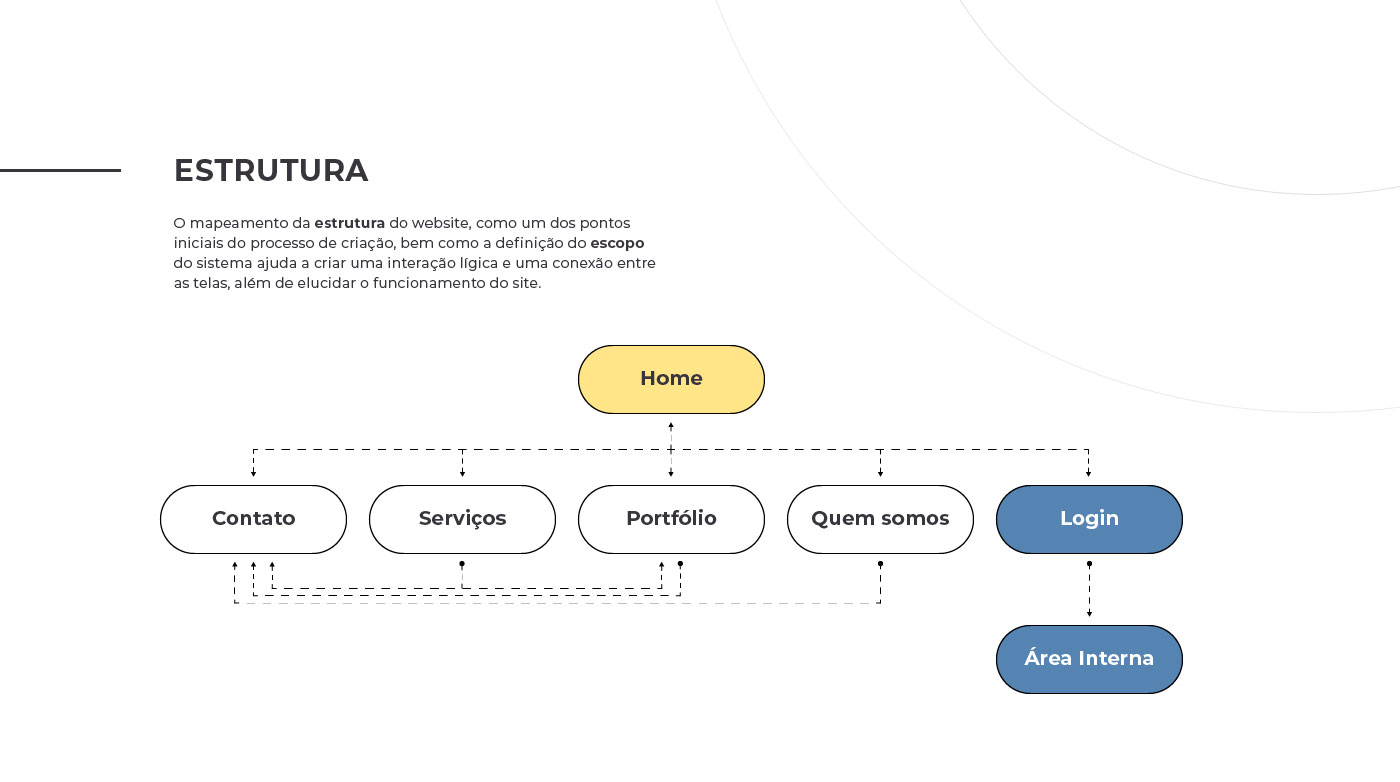 ESTRUTURA
O mapeamento da estrutura do website, como um dos pontos
iniciais do processo de criação, bem como a definição do escopo
do sistema ajuda a criar uma interação lígica e uma conexão entre
as telas, além de elucidar o funcionamento do site.
Home
Contato
Serviços
Portfólio
Quem somos
Login
Área Interna